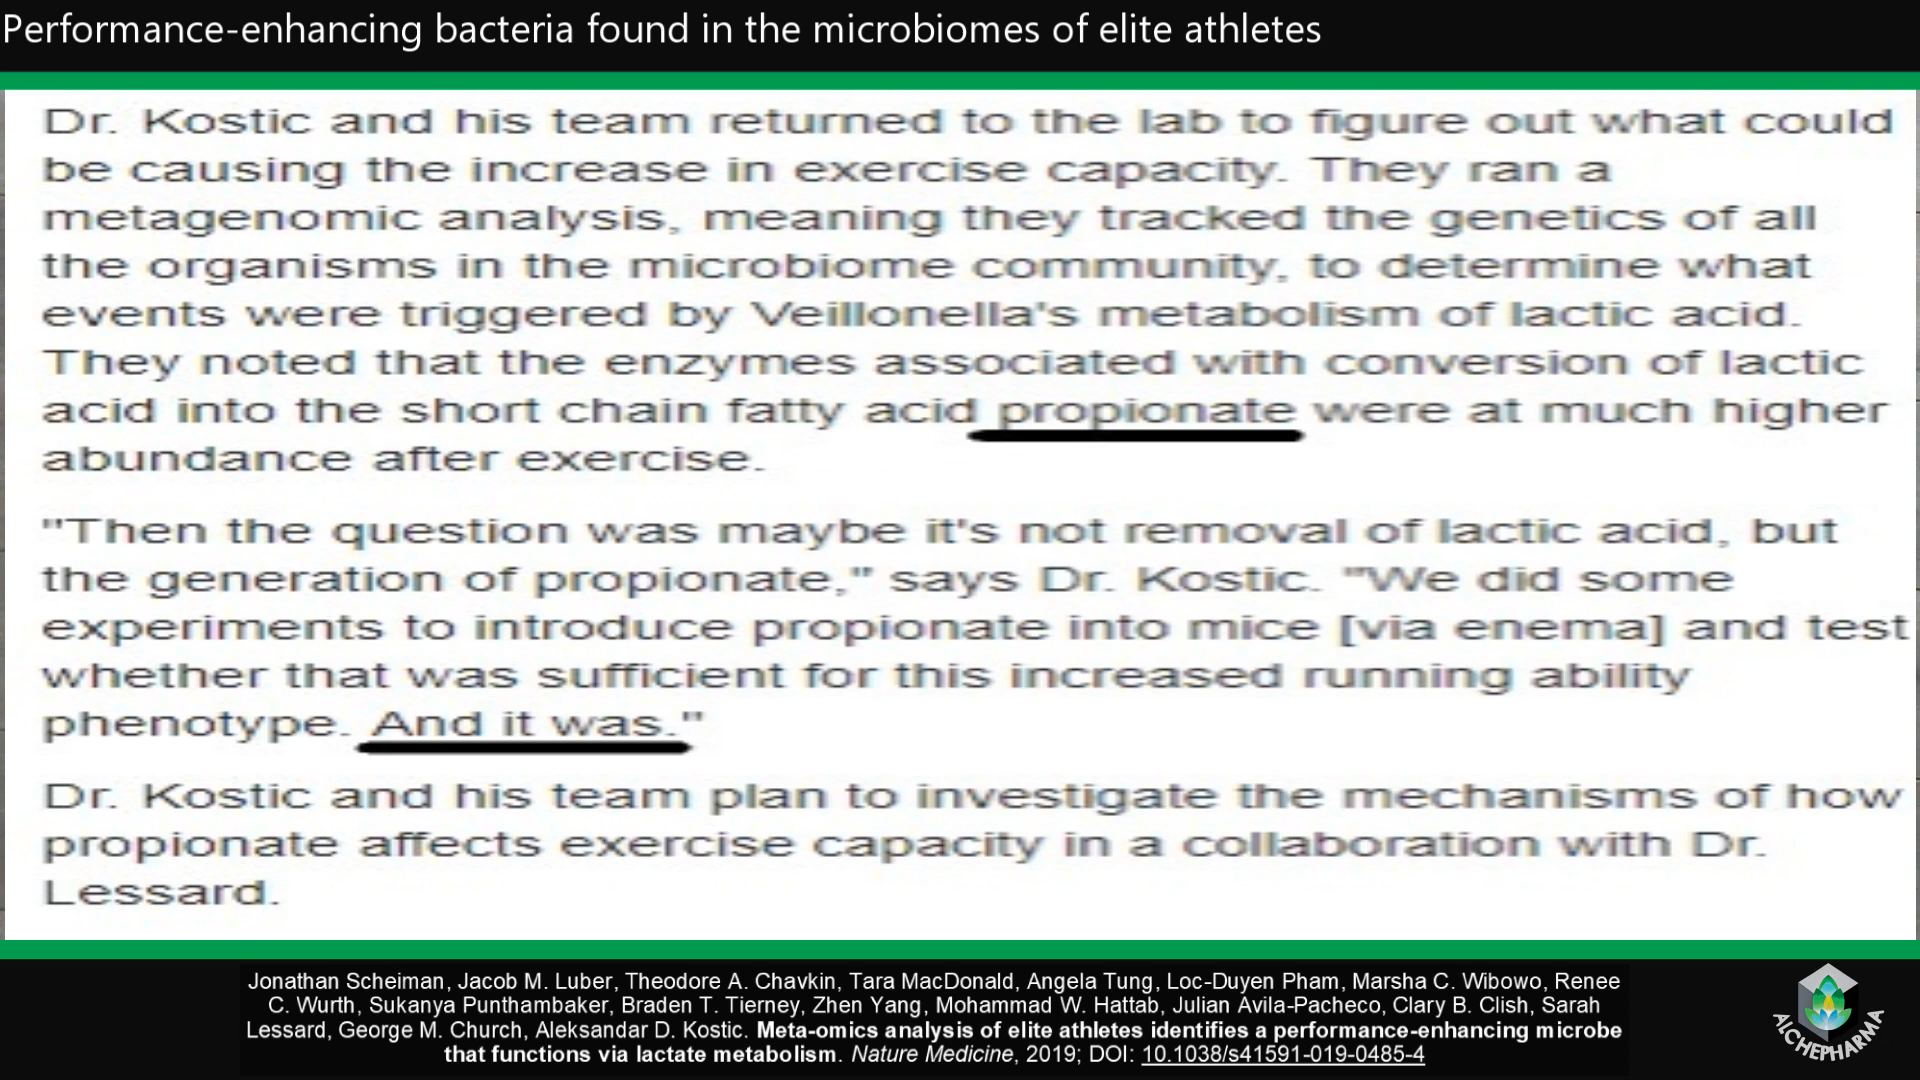 Performance-enhancing bacteria found in the microbiomes of elite athletes
Dr. Kostic and his team returned to the lab to figure out what could
be causing the increase in exercise capacity. They ran a
metagenomic analysis, meaning they tracked the genetics of all
the organisms in the microbiome community, to determine what
events were triggered by Veillonella's metabolism of lactic acid.
They noted that the enzymes associated with conversion of lactic
acid into the short chain fatty acid propionate were at much higher
abundance after exercise.
"Then the question was maybe it's not removal of lactic acid, but
the generation of propionate," says Dr. Kostic. "We did some
experiments to introduce propionate into mice [via enema] and test
whether that was sufficient for this increased running ability
phenotype. And it was."
Dr. Kostic and his team plan to investigate the mechanisms of how
propionate affects exercise capacity in a collaboration with Dr.
Lessard.
Jonathan Scheiman, Jacob M. Luber, Theodore A. Chavkin, Tara MacDonald, Angela Tung, Loc-Duyen Pham, Marsha C. Wibowo, Renee
C. Wurth, Sukanya Punthambaker, Braden T. Tierney, Zhen Yang, Mohammad W. Hattab, Julian Avila-Pacheco, Clary B. Clish, Sarah
Lessard, George M. Church, Aleksandar D. Kostic. Meta-omics analysis of elite athletes identifies a performance-enhancing microbe
that functions via lactate metabolism. Nature Medicine, 2019; DOI: 10.1038/s41591-019-0485-4
ALCHEPHARMA